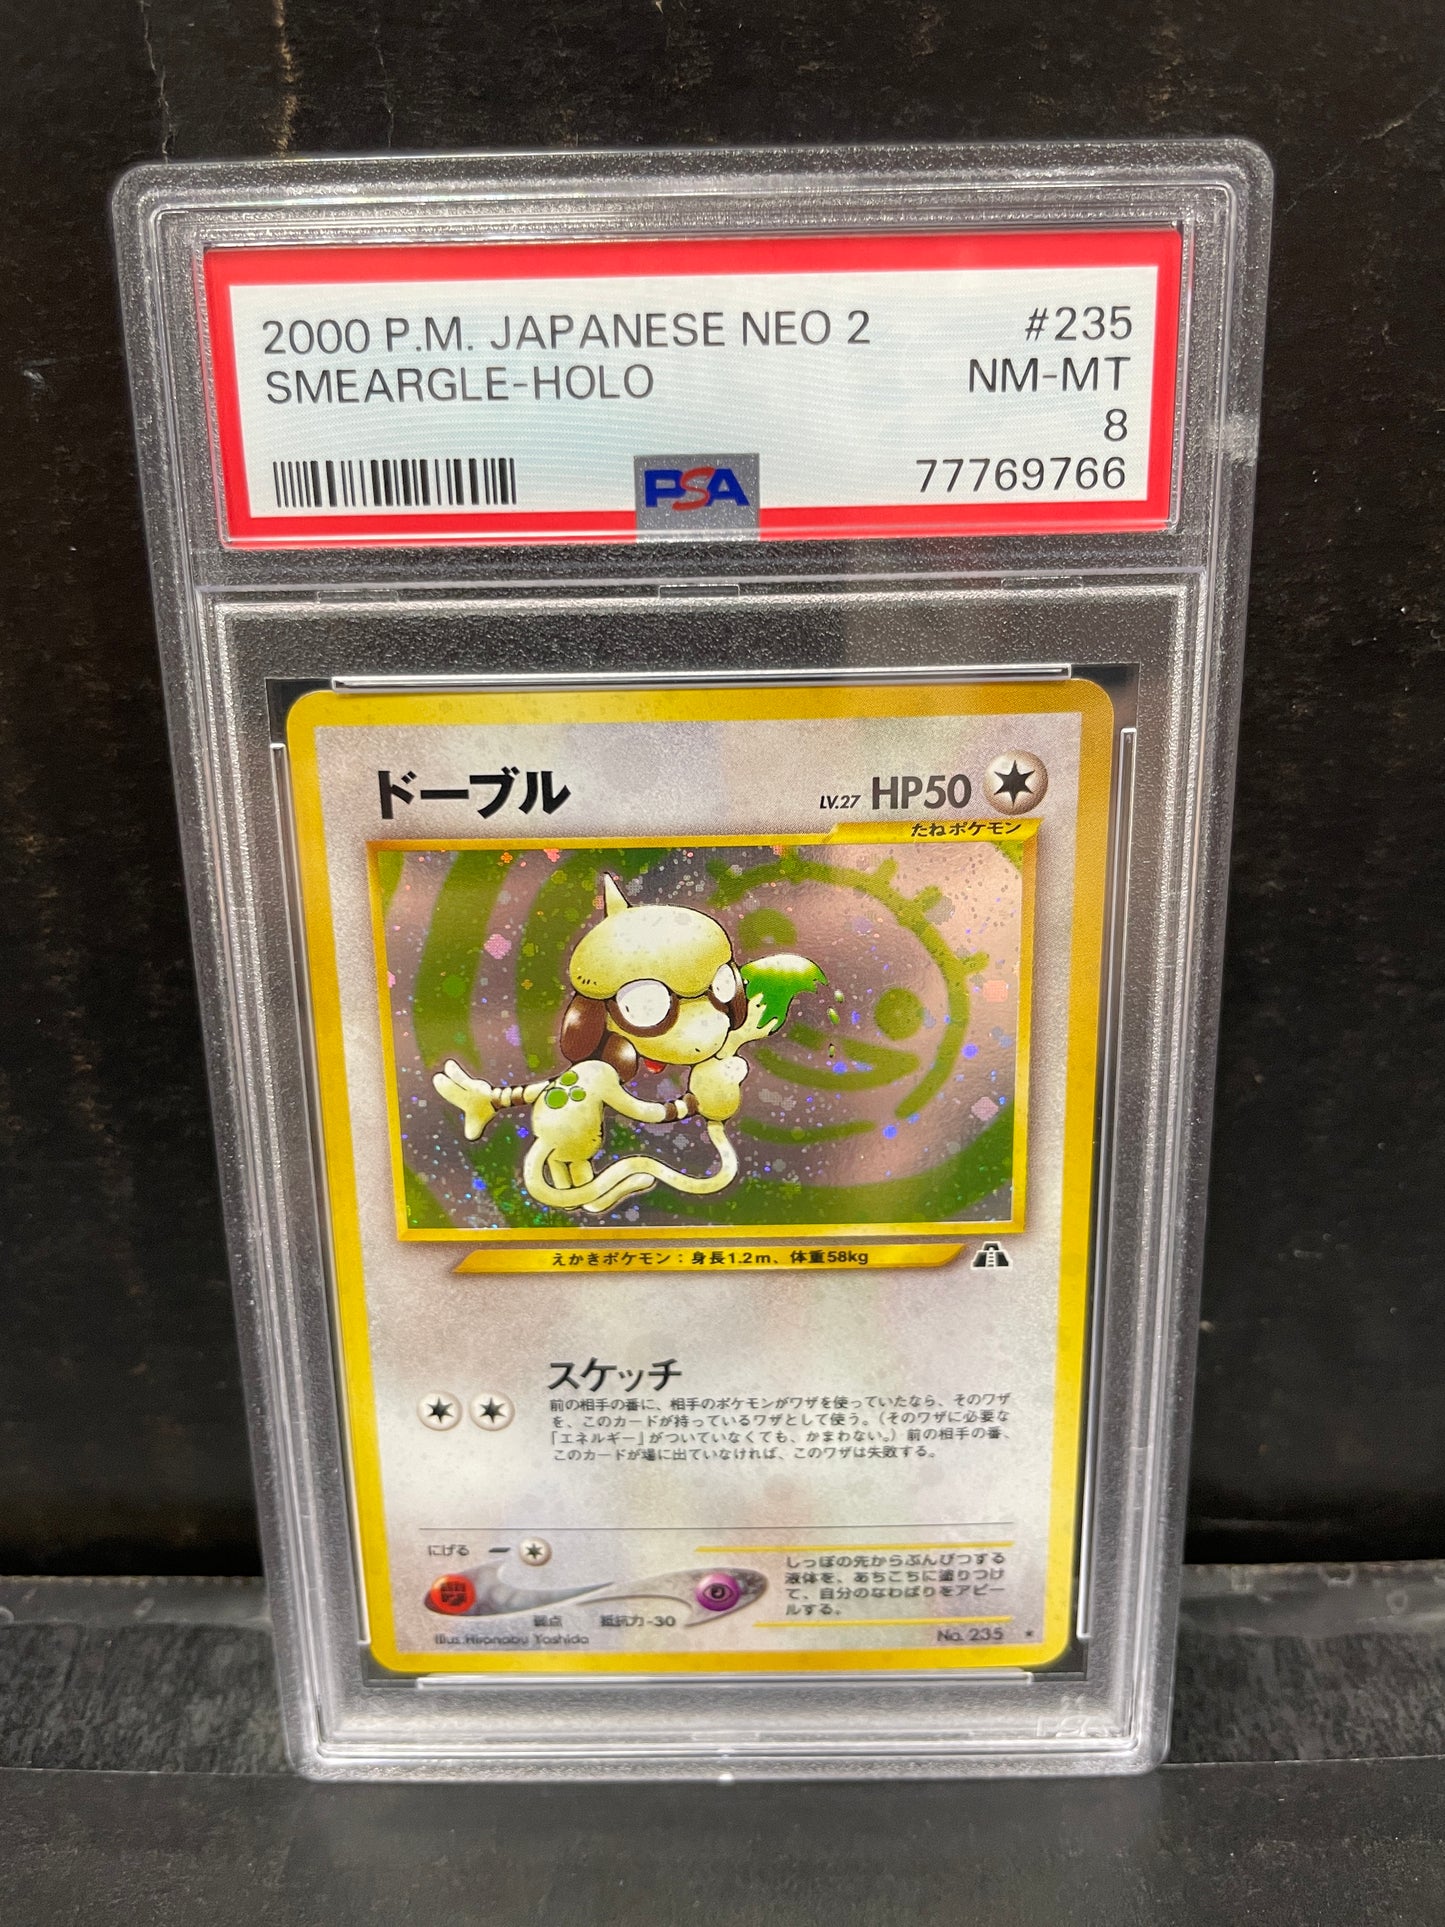 2000 P.M. JAPANESE NEO 2 #235
SMEARGLE-HOLO NM-MT
8
PSA 77769766
ドーブル LV.27 HP50
たねポケモン
えかきポケモン：身長1.2m、体重58kg
スケッチ
前の相手の番に、相手のポケモンがワザを使っていたなら、そのワザ
を、このカードが持っているワザとして使う。（そのワザに必要な
「エネルギー」がついていなくても、かまわない。）前の相手の番、
このカードが場に出ていなければ、このワザは失敗する。
にげる
弱点 抵抗力-30
しっぽの先からぶんぴつする
液体を、あちこちに塗りつけ
て、自分のなわばりをアピー
ルする。
Illus. Hironobu Yoshida No. 235 ★